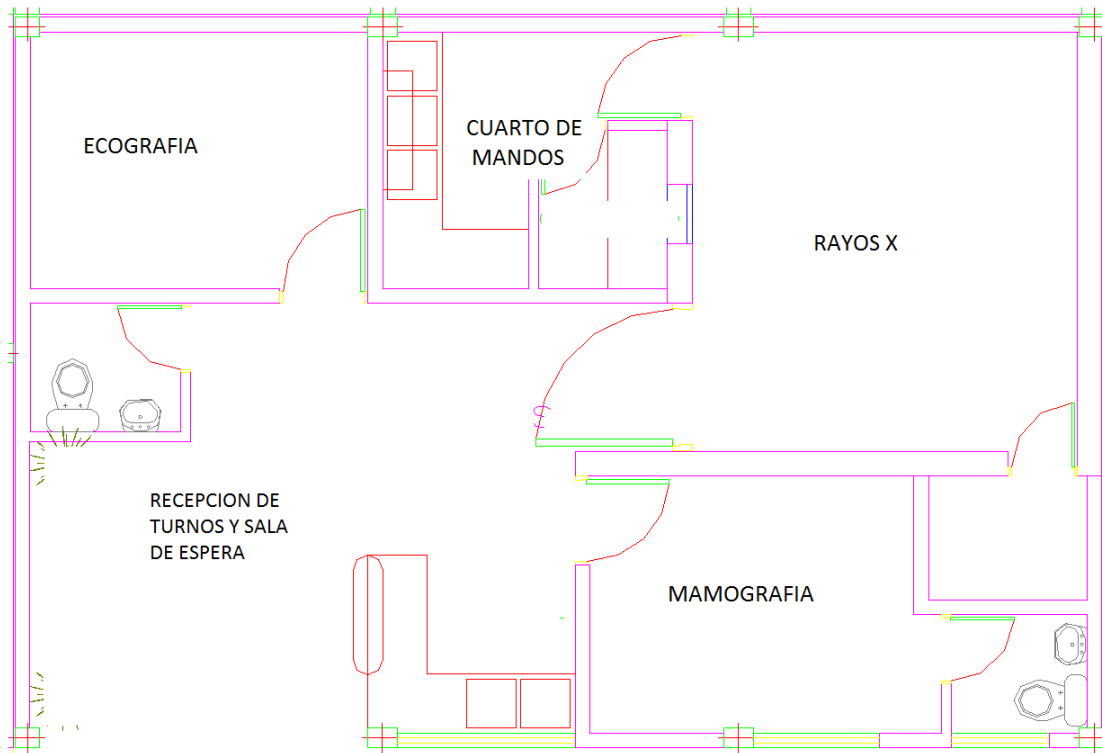 ECOGRAFIA
CUARTO DE
MANDOS
RAYOS X
RECEPCION DE
TURNOS Y SALA
DE ESPERA
MAMOGRAFIA